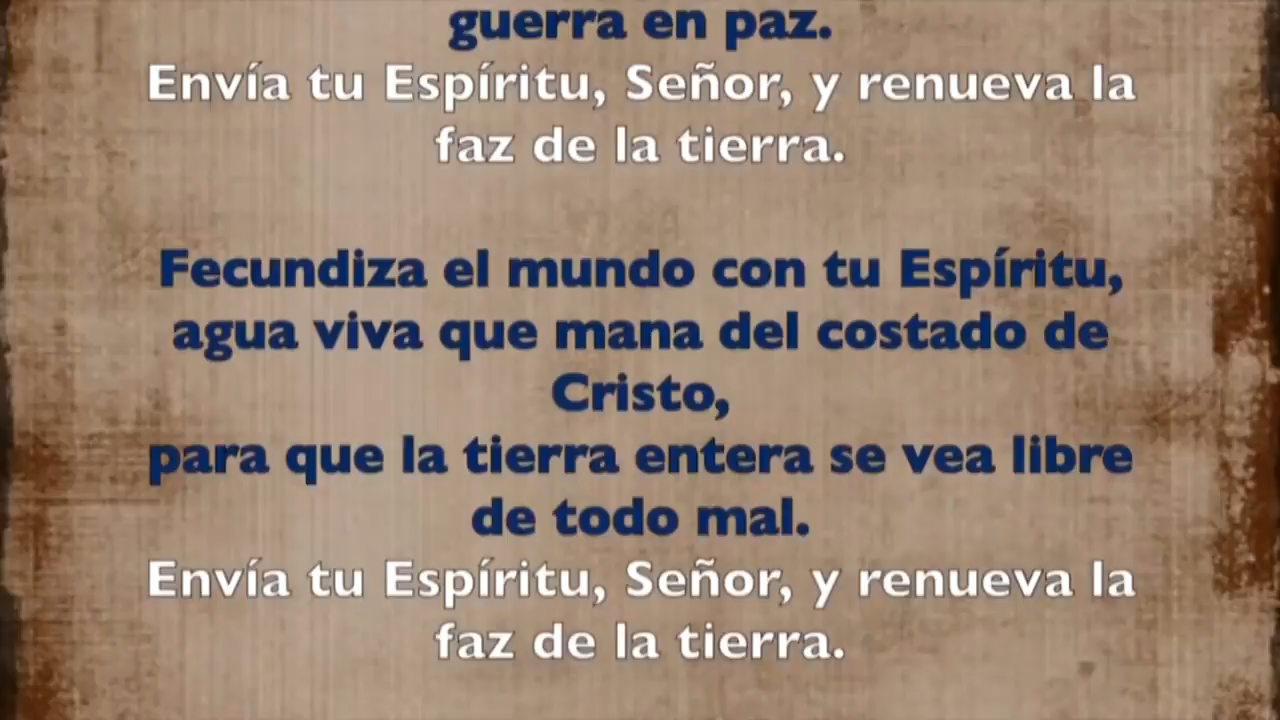 guerra en paz.
Envía tu Espíritu, Señor, y renueva la
faz de la tierra.
Fecundiza el mundo con tu Espíritu,
agua viva que mana del costado de
Cristo,
para que la tierra entera se vea libre
de todo mal.
Envía tu Espíritu, Señor, y renueva la
faz de la tierra.